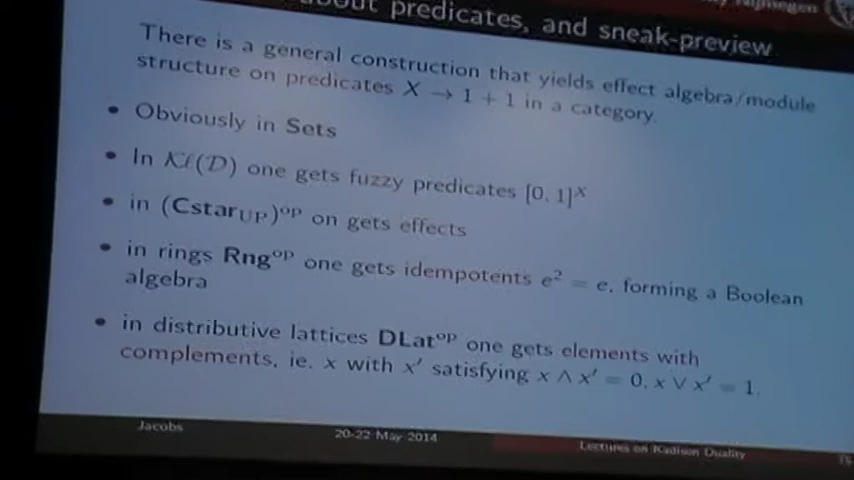 about predicates, and sneak-preview
Nijmegen
There is a general construction that yields effect algebra/module
structure on predicates X → 1 + 1 in a category.
• Obviously in Sets
• In Kℓ(D) one gets fuzzy predicates [0, 1]^X
• in (Cstar_UP)^op on gets effects
• in rings Rng^op one gets idempotents e² = e, forming a Boolean
algebra
• in distributive lattices DLat^op one gets elements with
complements, ie. x with x′ satisfying x ∧ x′ = 0, x ∨ x′ = 1.
Jacobs
20-22 May 2014
Lectures on Kadison Duality